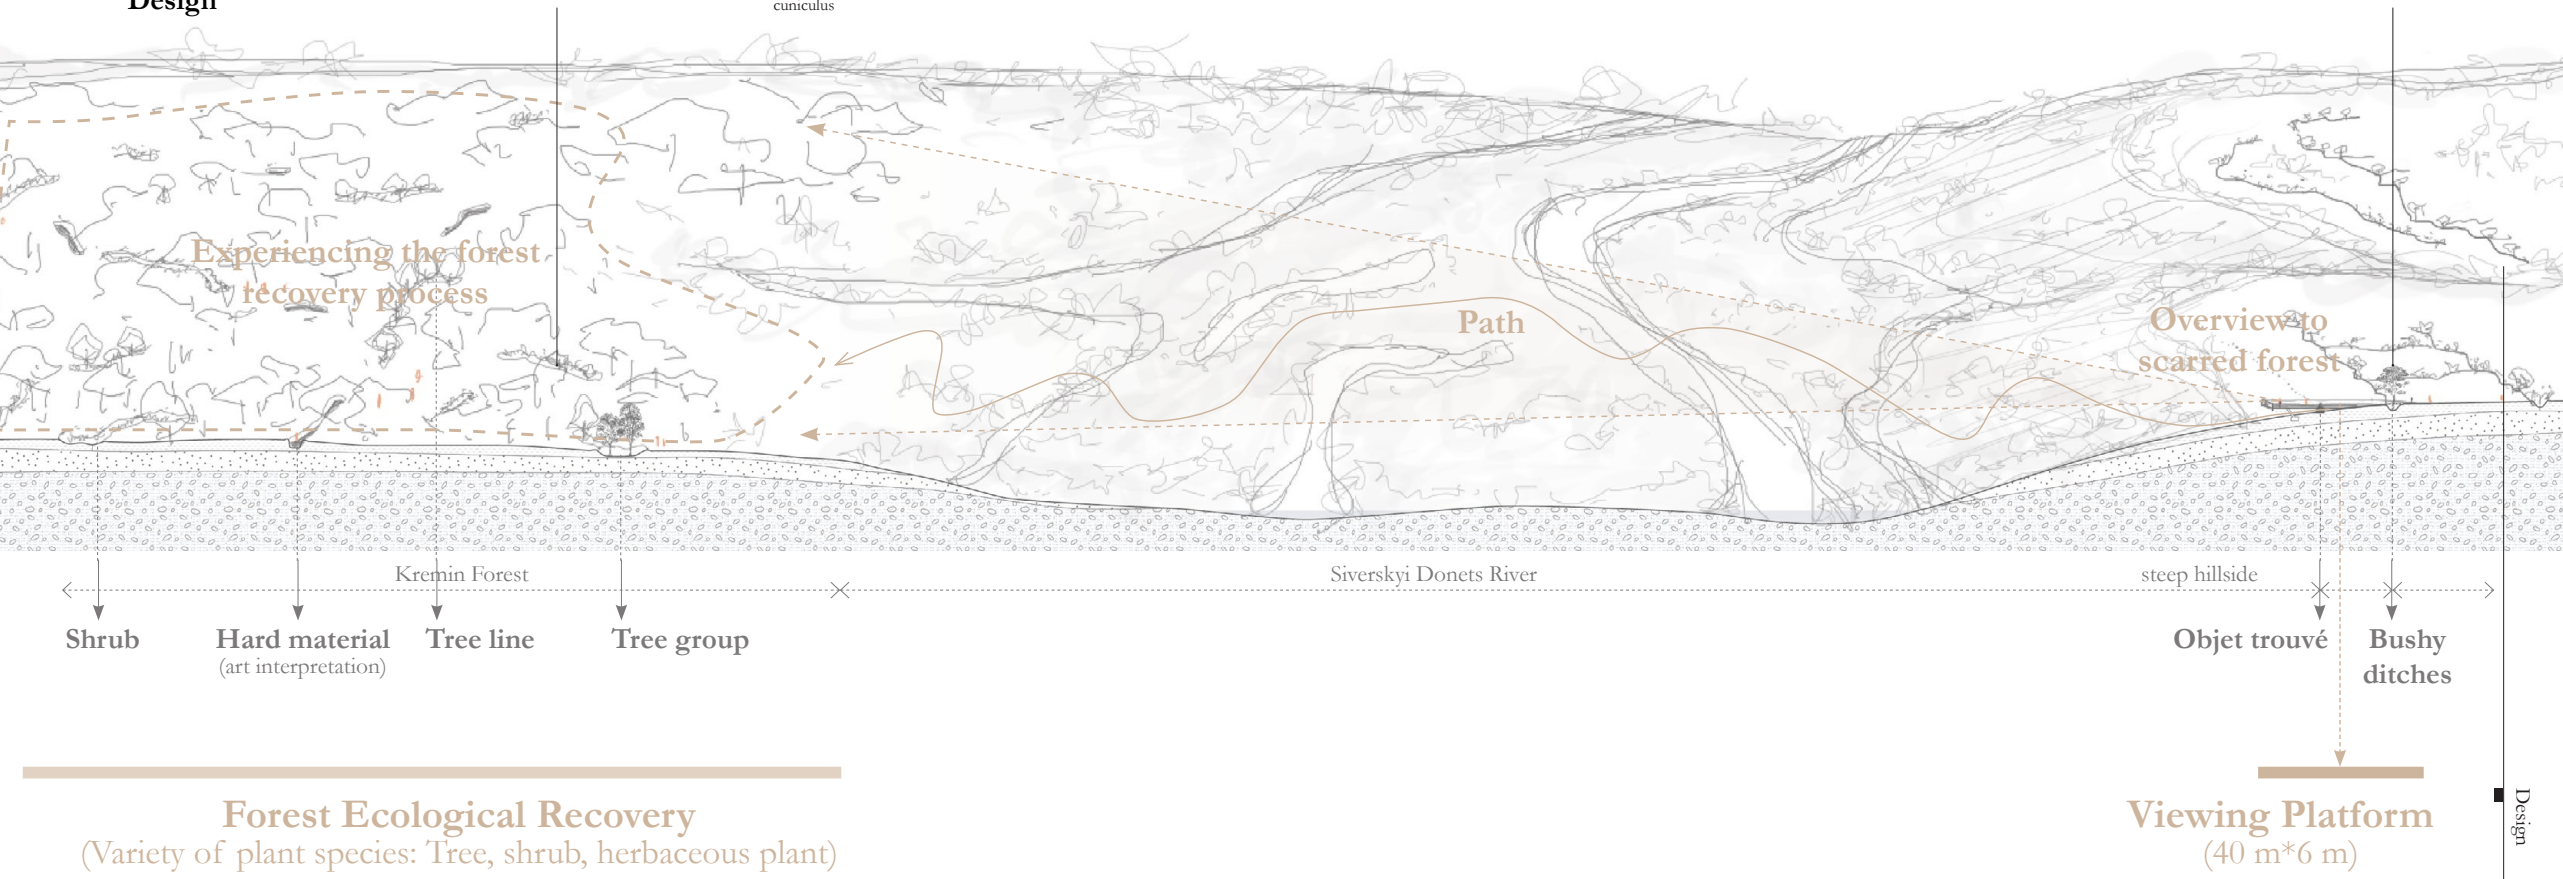 Design
cuniculus
Experiencing the forest
recovery process
Path
Overview to
scarred forest
Kremin Forest
Siverskyi Donets River
steep hillside
Shrub
Hard material
(art interpretation)
Tree line
Tree group
Objet trouvé
Bushy
ditches
Forest Ecological Recovery
(Variety of plant species: Tree, shrub, herbaceous plant)
Viewing Platform
(40 m*6 m)
Design